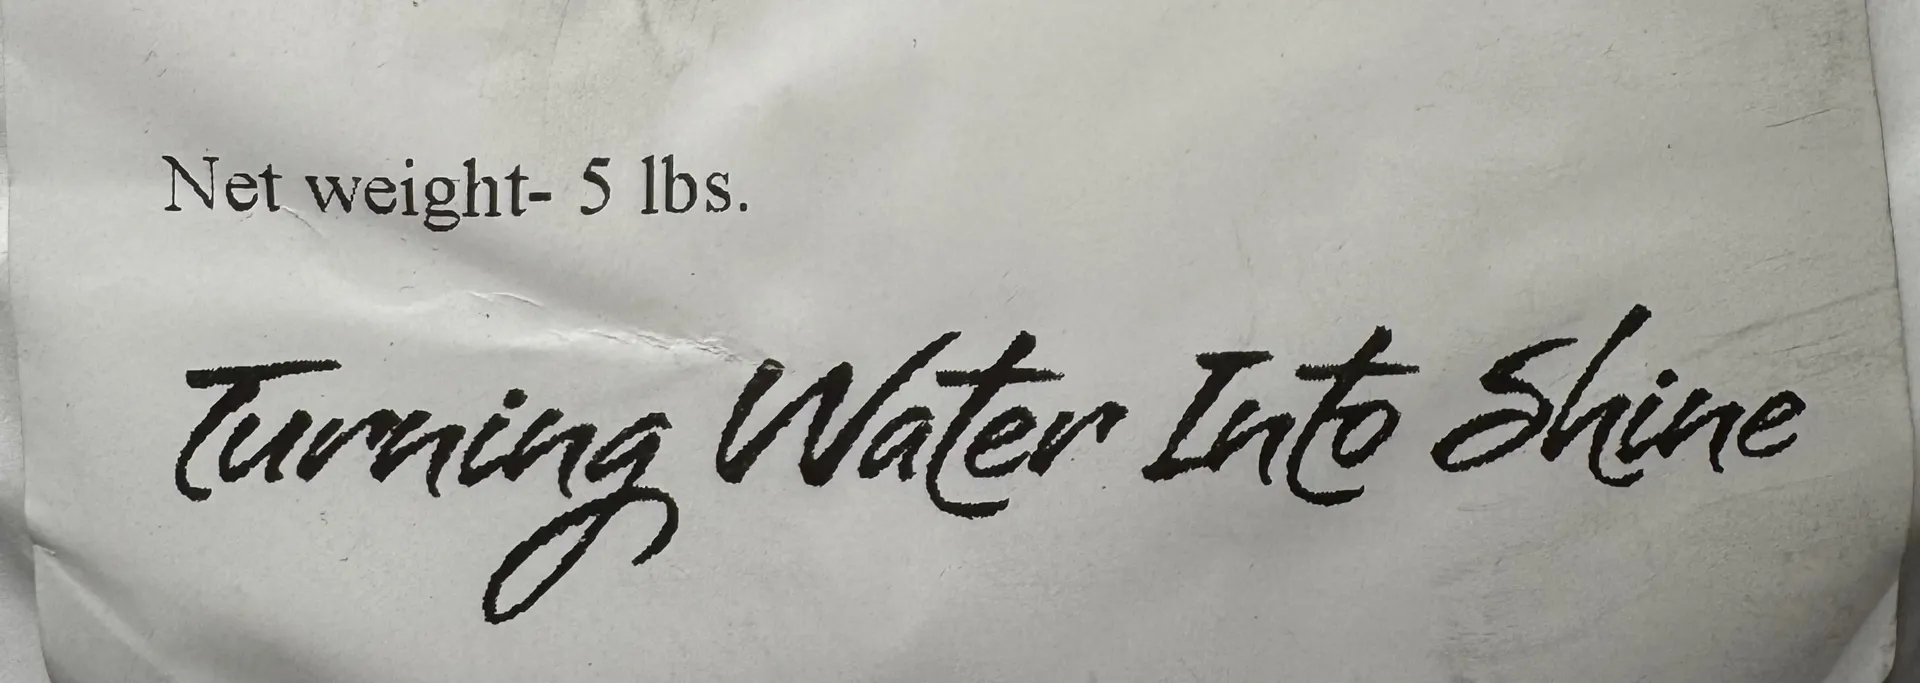 Net weight- 5 lbs.
Turning Water Into Shine